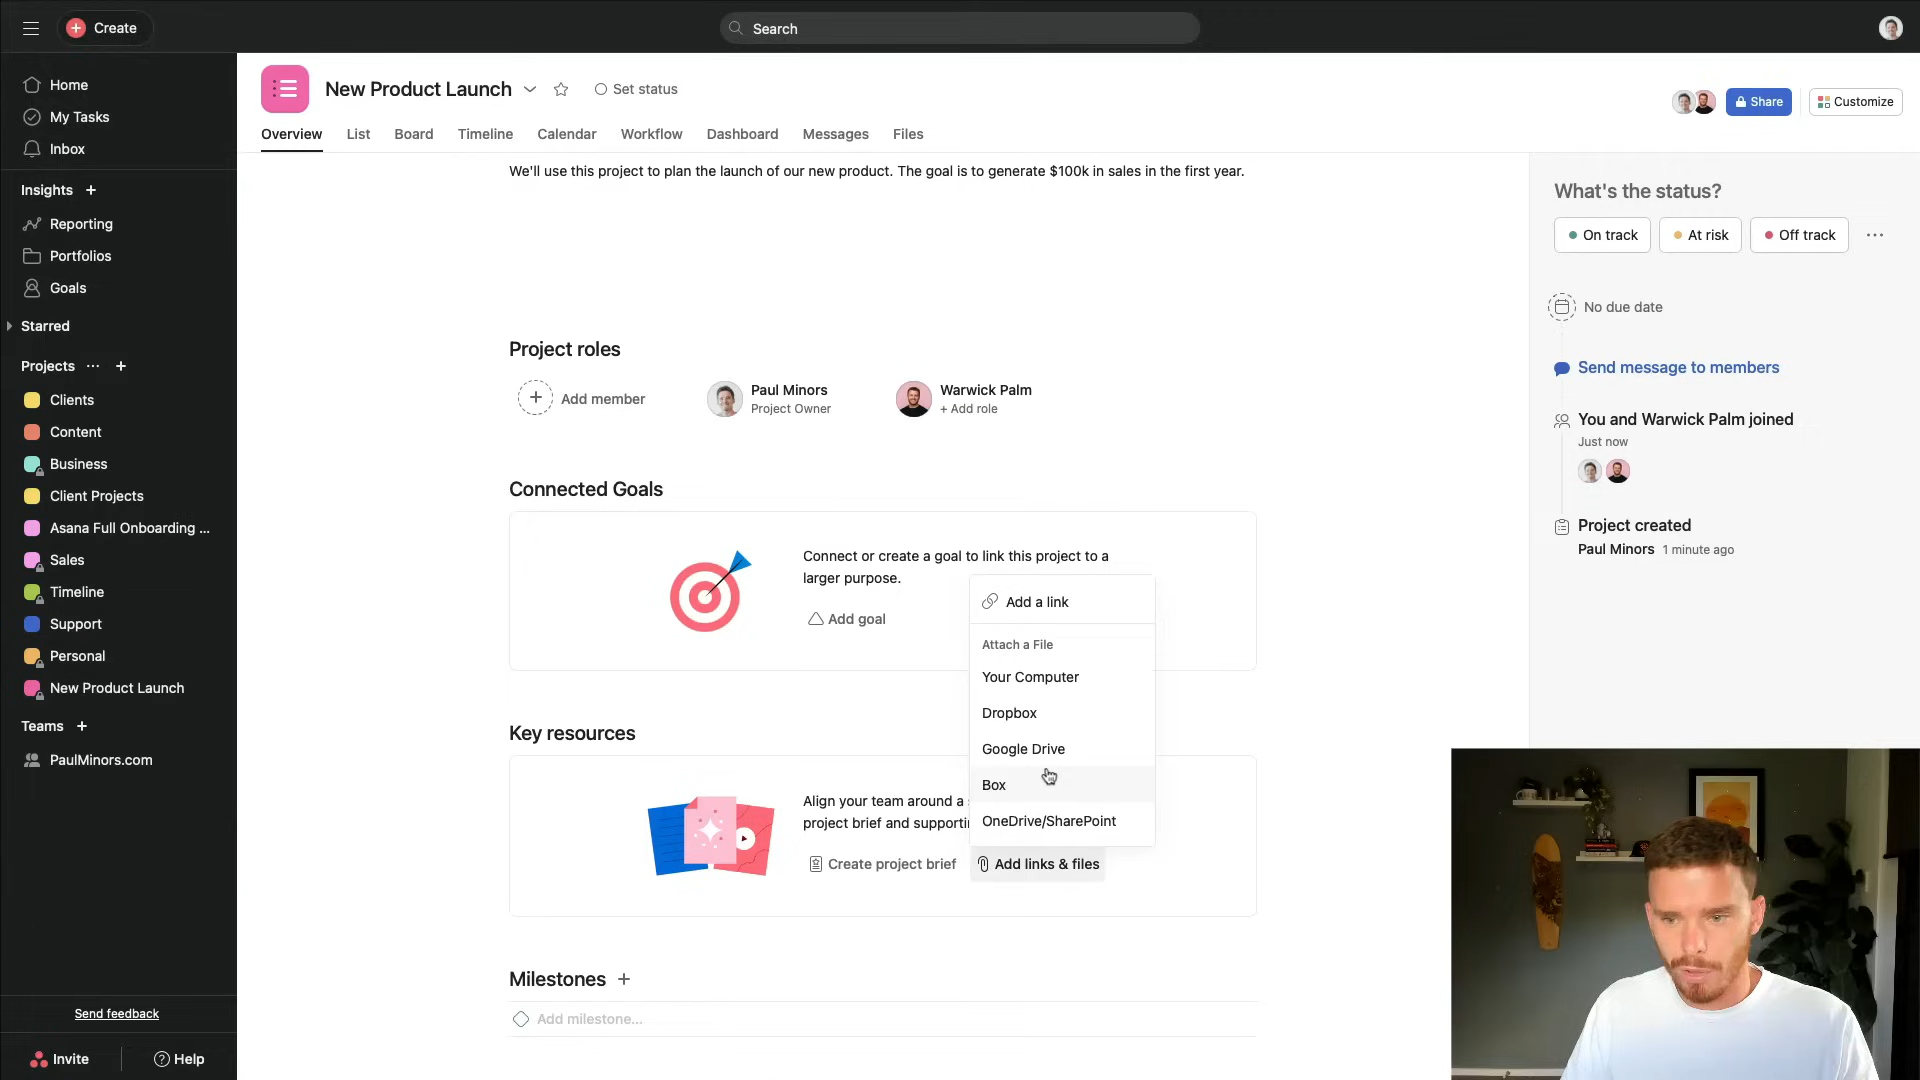 Create
Search
Home
My Tasks
Inbox
Insights +
Reporting
Portfolios
Goals
Starred
Projects ... +
Clients
Content
Business
Client Projects
Asana Full Onboarding ...
Sales
Timeline
Support
Personal
New Product Launch
Teams +
PaulMinors.com
Send feedback
Invite
? Help
New Product Launch
Set status
Share
Customize
Overview List Board Timeline Calendar Workflow Dashboard Messages Files
We'll use this project to plan the launch of our new product. The goal is to generate $100k in sales in the first year.
Project roles
Add member
Paul Minors
Project Owner
Warwick Palm
+ Add role
Connected Goals
Connect or create a goal to link this project to a
larger purpose.
Add goal
Add a link
Attach a File
Your Computer
Dropbox
Google Drive
Box
OneDrive/SharePoint
Key resources
Align your team around a
project brief and supporti
Create project brief
Add links & files
Milestones +
Add milestone...
What's the status?
On track
At risk
Off track
...
No due date
Send message to members
You and Warwick Palm joined
Just now
Project created
Paul Minors 1 minute ago